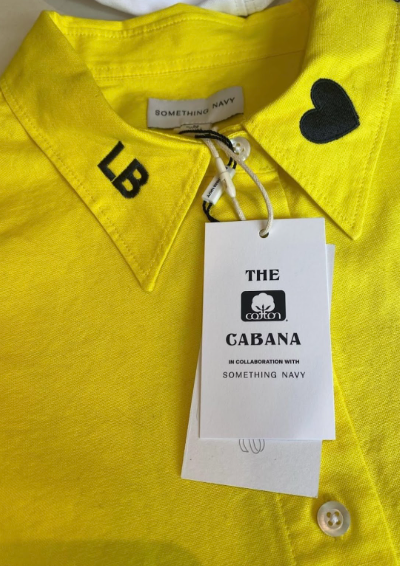 SOMETHING NAVY
LB
THE
cotton
CABANA
IN COLLABORATION WITH
SOMETHING NAVY